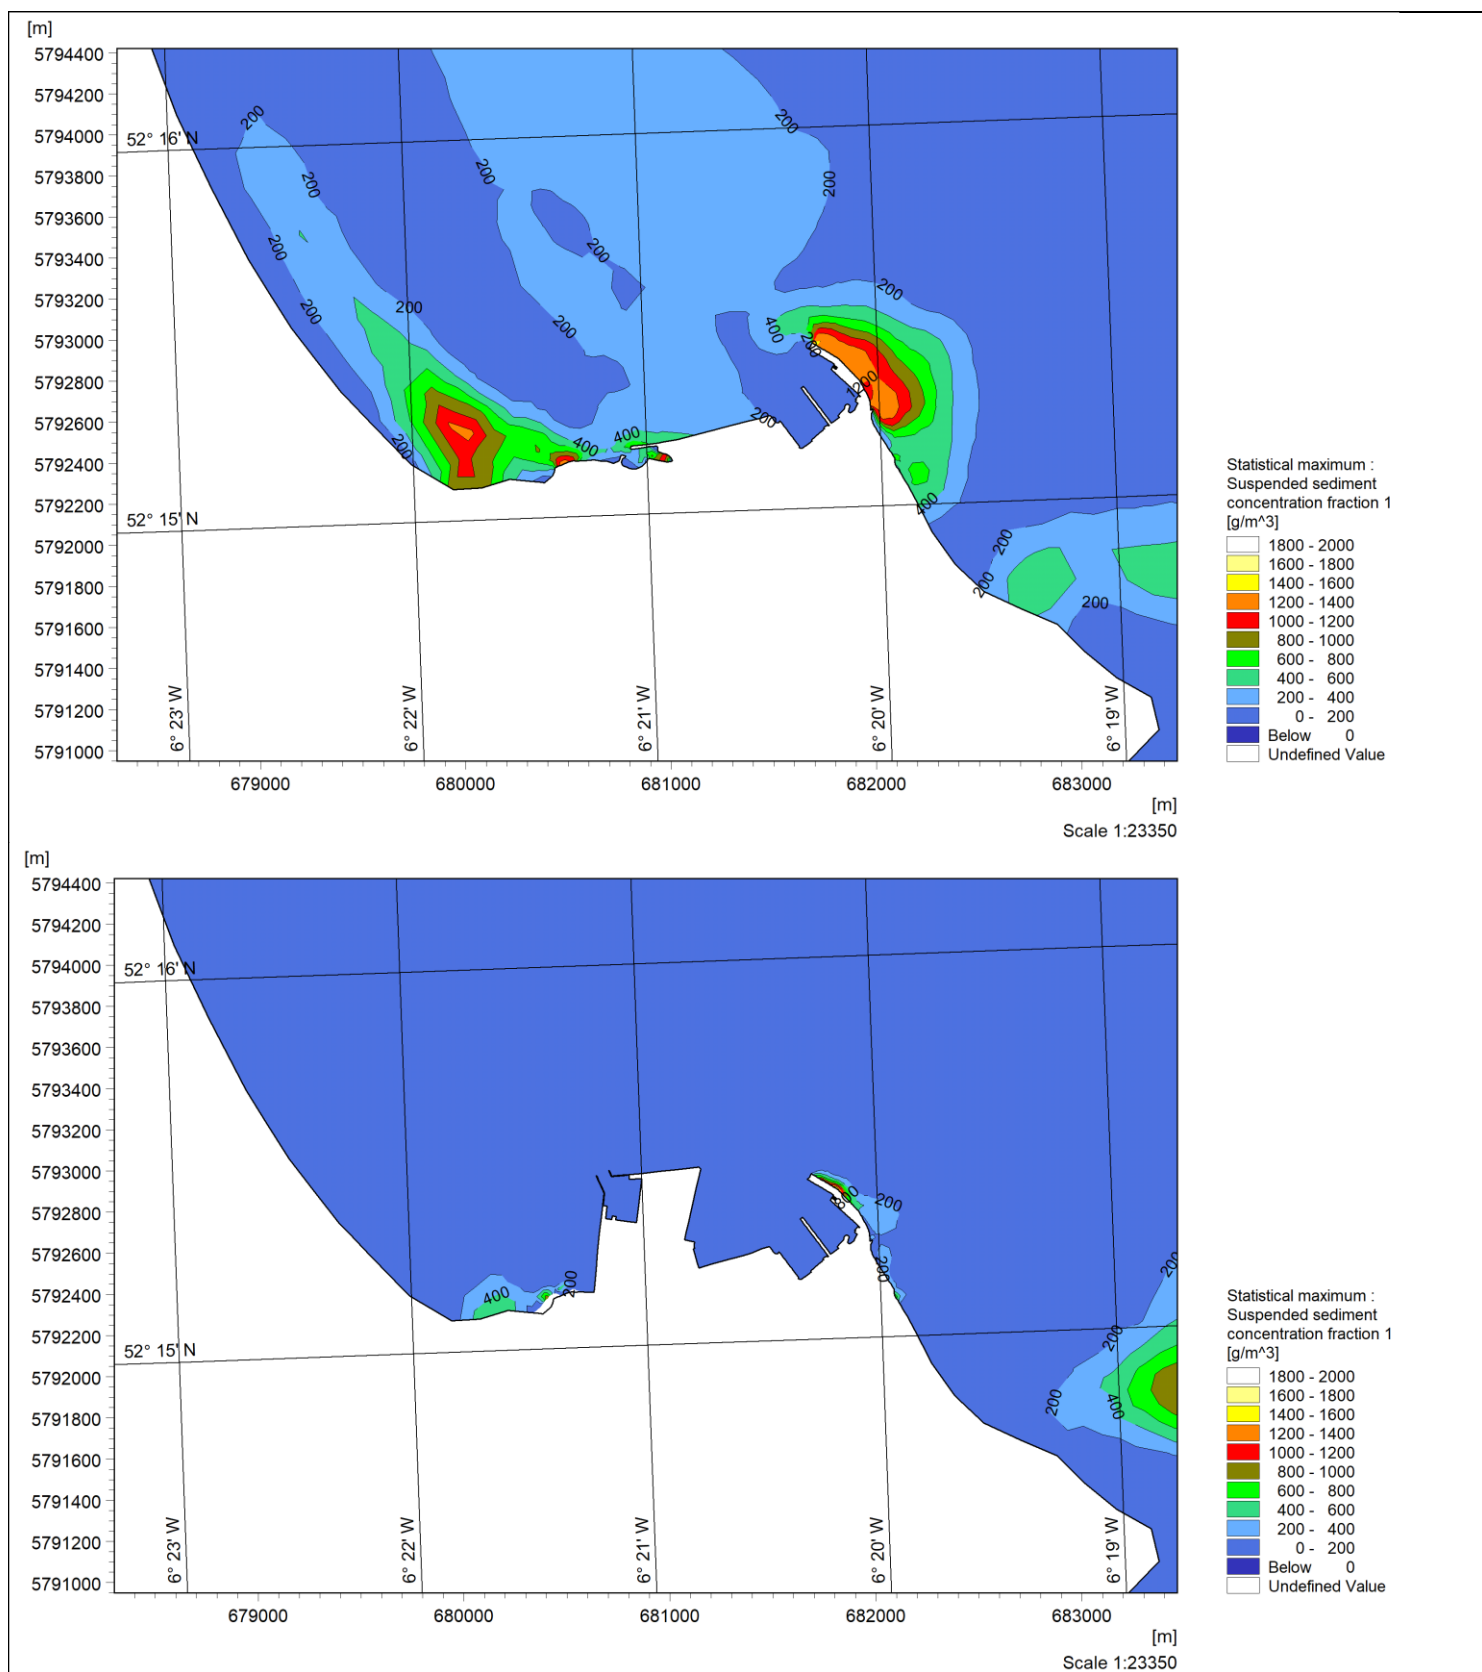 [m]
5794400
5794200
5794000
5793800
5793600
5793400
5793200
5793000
5792800
5792600
5792400
5792200
5792000
5791800
5791600
5791400
5791200
5791000
52° 16' N
52° 15' N
6° 23' W
6° 22' W
6° 21' W
6° 20' W
6° 19' W
200
200
200
200
200
200
200
200
200
200
200
200
400
200
1200
200
400
400
200
400
200
200
200
679000
680000
681000
682000
683000
[m]
Scale 1:23350
Statistical maximum :
Suspended sediment
concentration fraction 1
[g/m^3]
1800 - 2000
1600 - 1800
1400 - 1600
1200 - 1400
1000 - 1200
800 - 1000
600 - 800
400 - 600
200 - 400
0 - 200
Below 0
Undefined Value
[m]
5794400
5794200
5794000
5793800
5793600
5793400
5793200
5793000
5792800
5792600
5792400
5792200
5792000
5791800
5791600
5791400
5791200
5791000
52° 16' N
52° 15' N
6° 23' W
6° 22' W
6° 21' W
6° 20' W
6° 19' W
200
200
200
400
200
200
200
400
679000
680000
681000
682000
683000
[m]
Scale 1:23350
Statistical maximum :
Suspended sediment
concentration fraction 1
[g/m^3]
1800 - 2000
1600 - 1800
1400 - 1600
1200 - 1400
1000 - 1200
800 - 1000
600 - 800
400 - 600
200 - 400
0 - 200
Below 0
Undefined Value